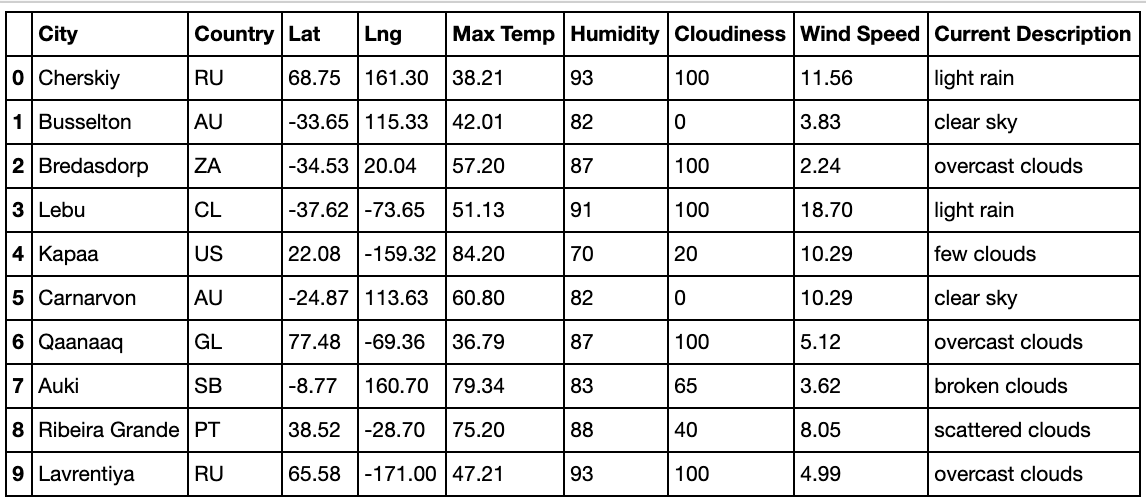 City Country Lat Lng Max Temp Humidity Cloudiness Wind Speed Current Description
0 Cherskiy RU 68.75 161.30 38.21 93 100 11.56 light rain
1 Busselton AU -33.65 115.33 42.01 82 0 3.83 clear sky
2 Bredasdorp ZA -34.53 20.04 57.20 87 100 2.24 overcast clouds
3 Lebu CL -37.62 -73.65 51.13 91 100 18.70 light rain
4 Kapaa US 22.08 -159.32 84.20 70 20 10.29 few clouds
5 Carnarvon AU -24.87 113.63 60.80 82 0 10.29 clear sky
6 Qaanaaq GL 77.48 -69.36 36.79 87 100 5.12 overcast clouds
7 Auki SB -8.77 160.70 79.34 83 65 3.62 broken clouds
8 Ribeira Grande PT 38.52 -28.70 75.20 88 40 8.05 scattered clouds
9 Lavrentiya RU 65.58 -171.00 47.21 93 100 4.99 overcast clouds